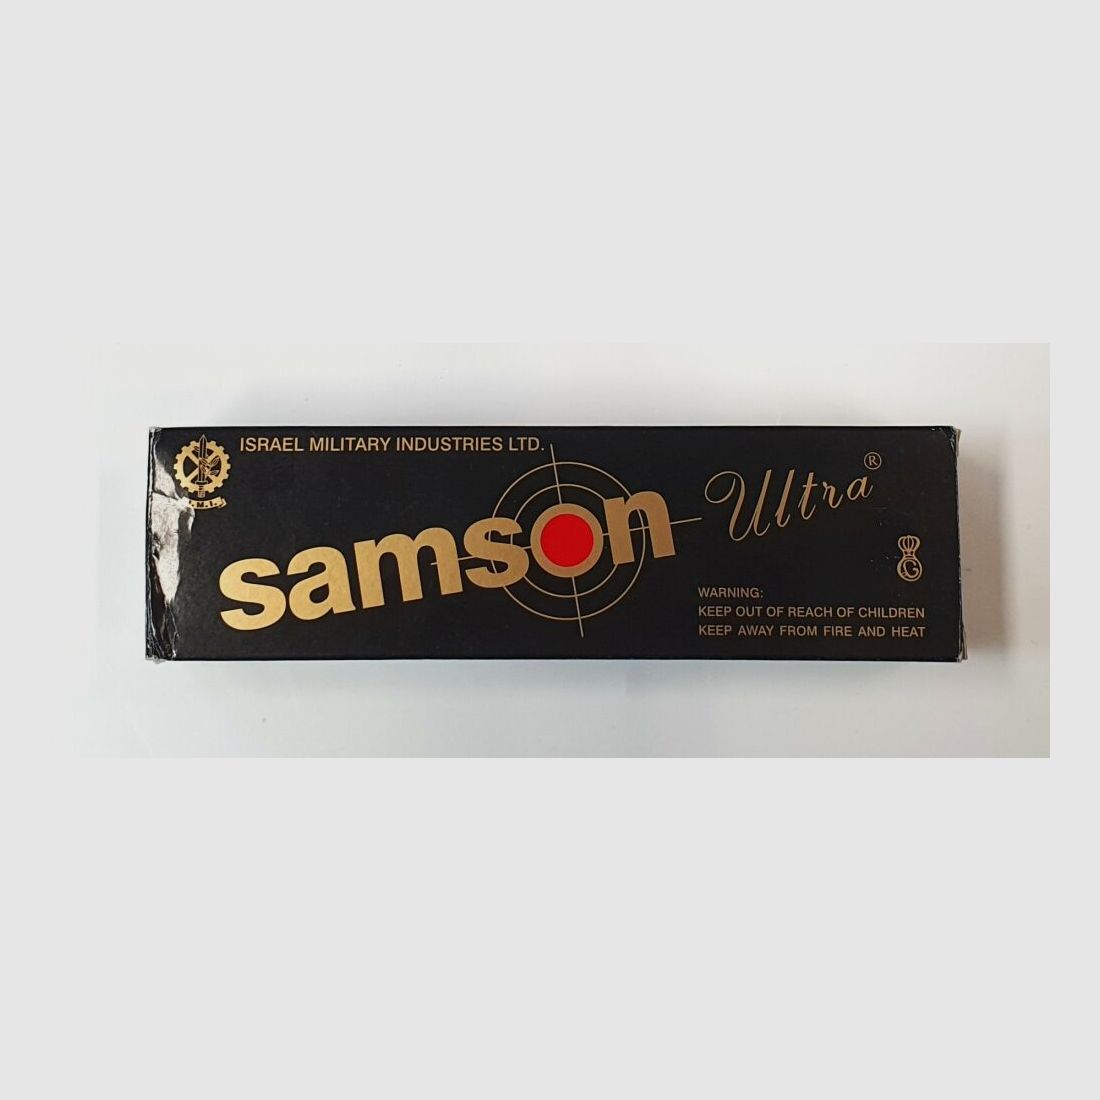 ISRAEL MILITARY INDUSTRIES LTD.
samson
Ultra®
WARNING:
KEEP OUT OF REACH OF CHILDREN
KEEP AWAY FROM FIRE AND HEAT